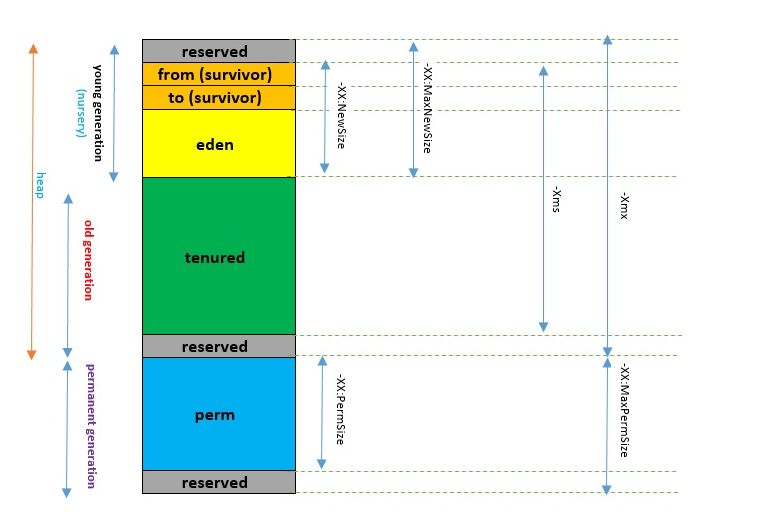 reserved
from (survivor)
to (survivor)
eden
tenured
reserved
perm
reserved
heap
young generation
(nursery)
old generation
permanent generation
-XX:NewSize
-XX:MaxNewSize
-Xms
-Xmx
-XX:PermSize
-XX:MaxPermSize